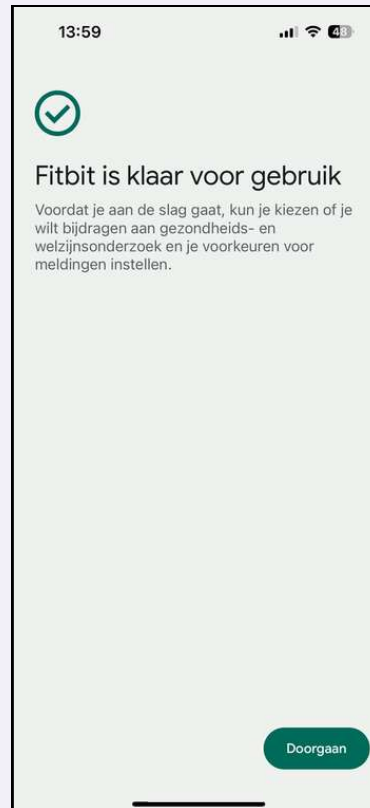 13:59
48
Fitbit is klaar voor gebruik
Voordat je aan de slag gaat, kun je kiezen of je
wilt bijdragen aan gezondheids- en
welzijnsonderzoek en je voorkeuren voor
meldingen instellen.
Doorgaan